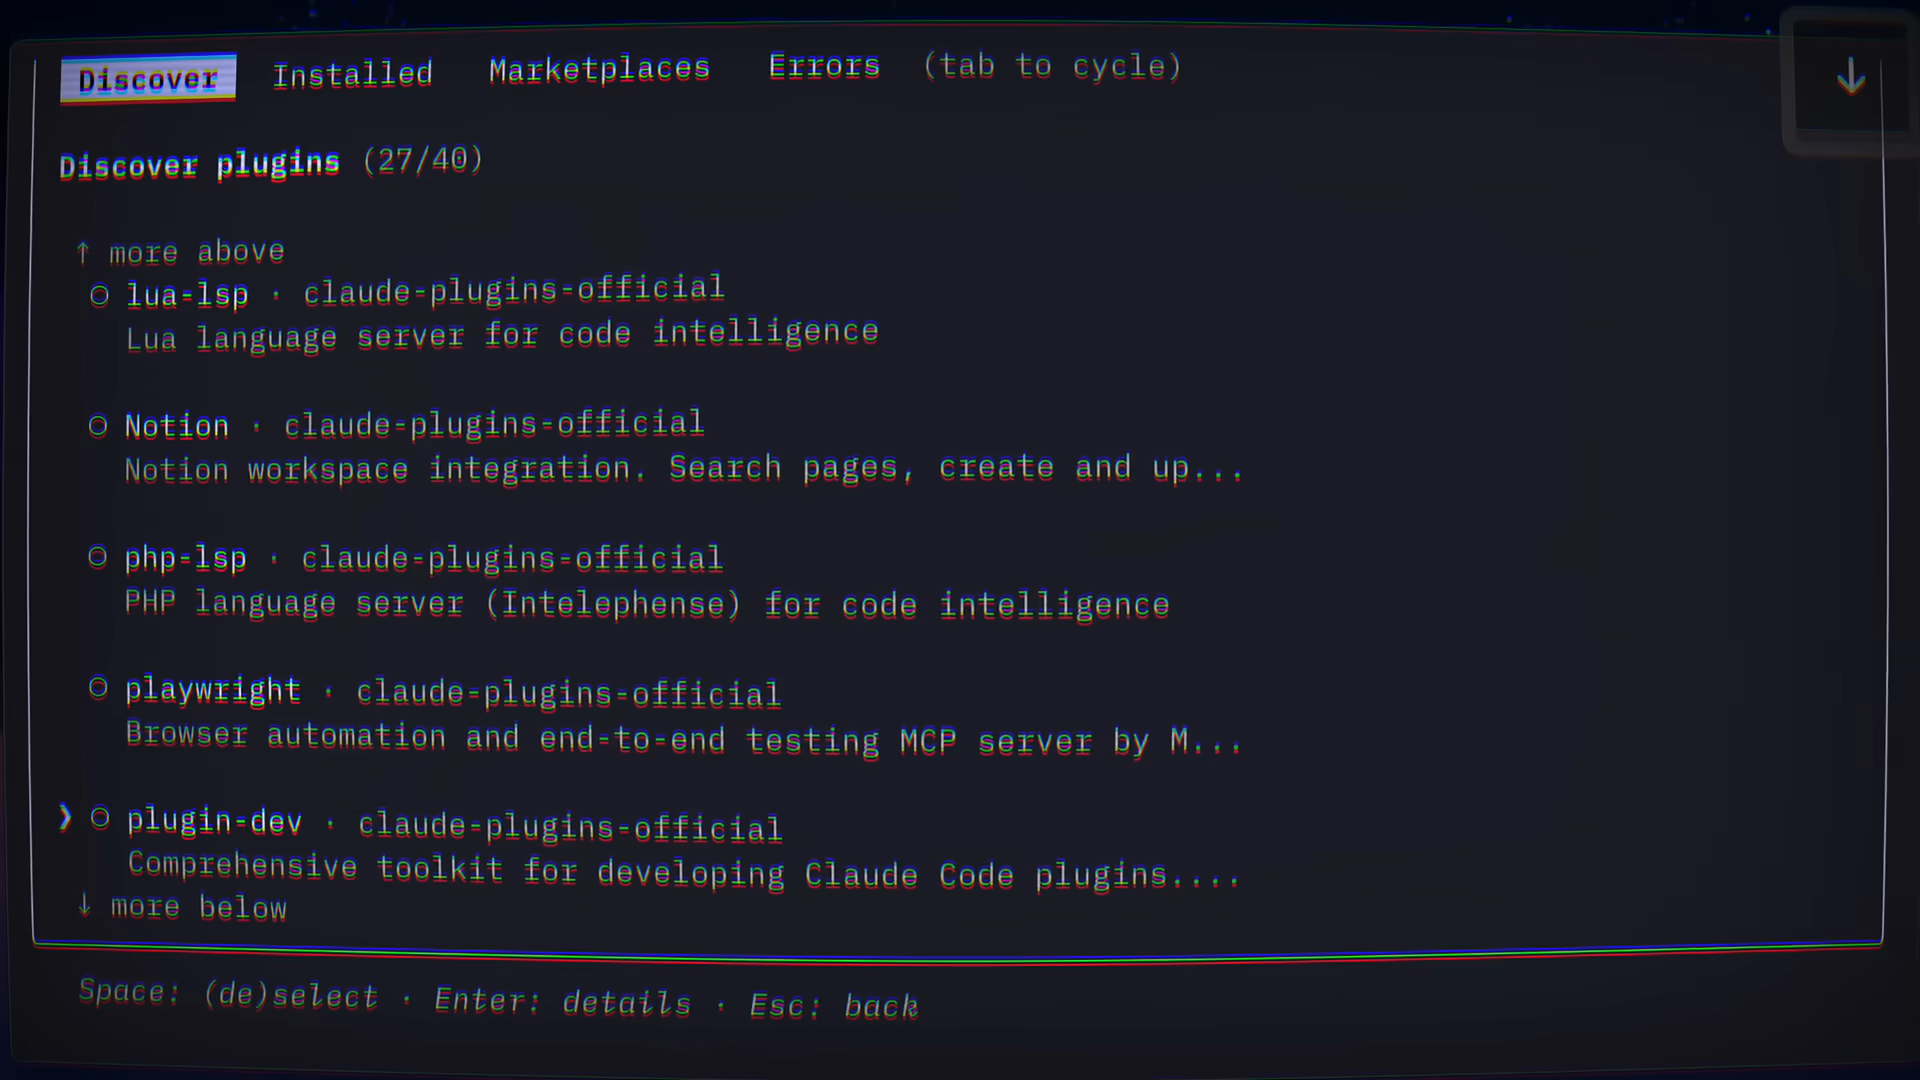 Discover Installed Marketplaces Errors (tab to cycle)
Discover plugins (27/40)
↑ more above
○ lua-lsp · claude-plugins-official
Lua language server for code intelligence
○ Notion · claude-plugins-official
Notion workspace integration. Search pages, create and up...
○ php-lsp · claude-plugins-official
PHP language server (Intelephense) for code intelligence
○ playwright · claude-plugins-official
Browser automation and end-to-end testing MCP server by M...
❯ ○ plugin-dev · claude-plugins-official
Comprehensive toolkit for developing Claude Code plugins....
↓ more below
Space: (de)select · Enter: details · Esc: back